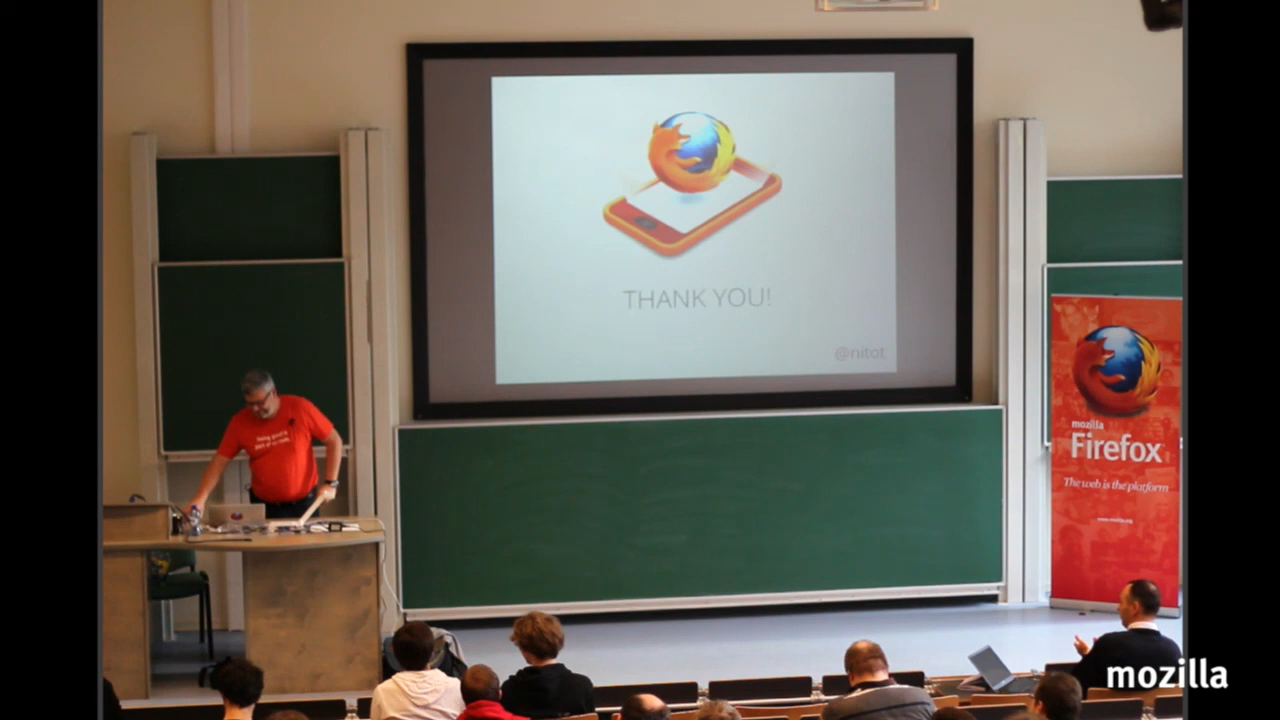 THANK YOU!
@nitot
mozilla
Firefox
The web is the platform
mozilla